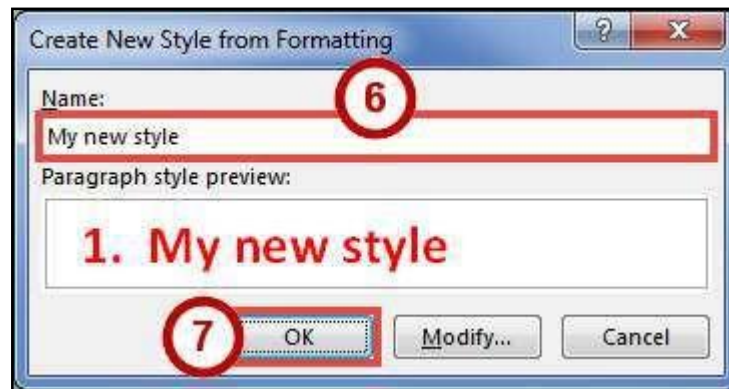 Create New Style from Formatting
? X
6
Name:
My new style
Paragraph style preview:
1. My new style
7
OK Modify... Cancel